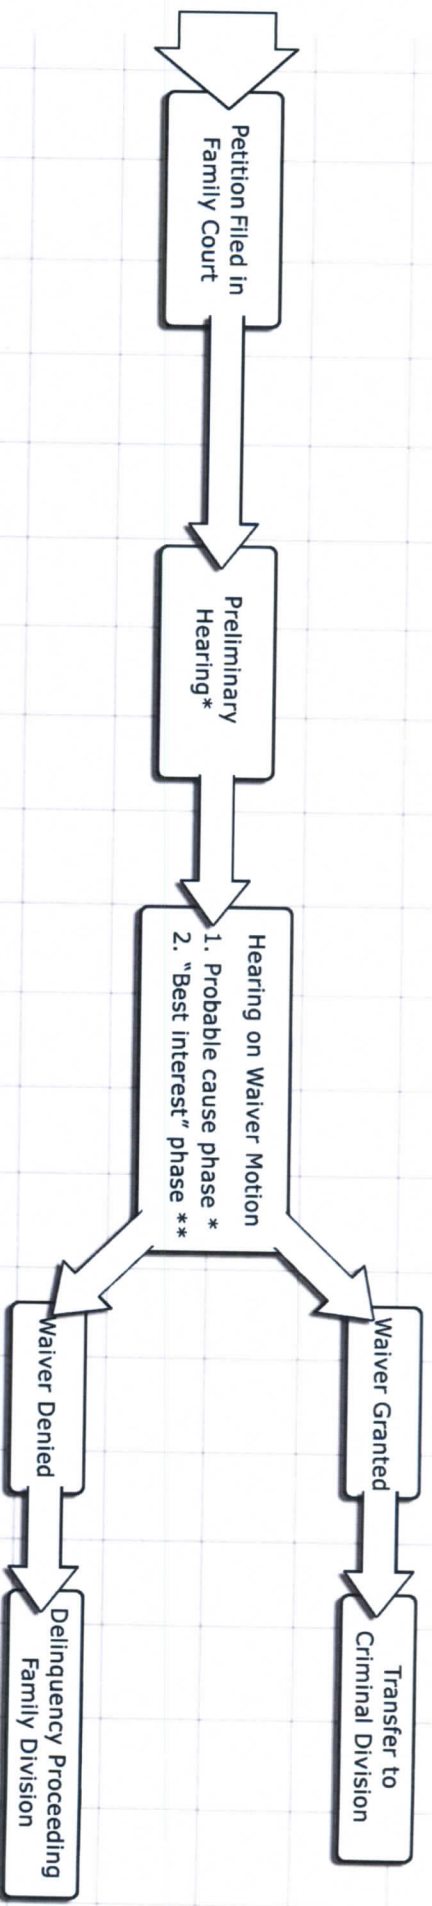 Petition Filed in
Family Court
Preliminary
Hearing*
Hearing on Waiver Motion
1. Probable cause phase *
2. “Best interest” phase **
Waiver Granted
Transfer to
Criminal Division
Waiver Denied
Delinquency Proceeding
Family Division